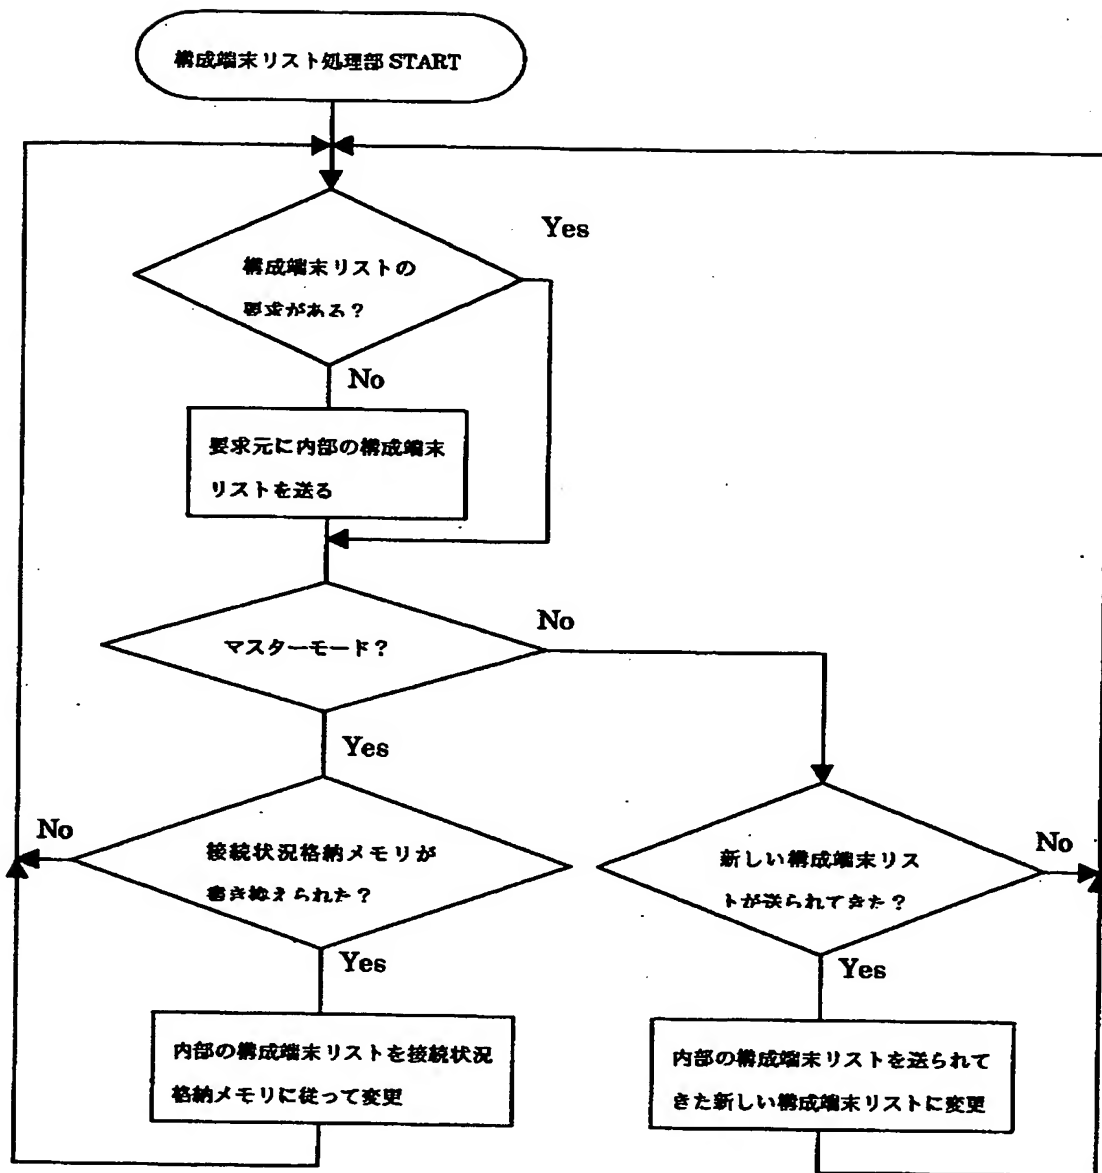 構成端末リスト処理部 START
Yes
構成端末リストの
要求がある？
No
要求元に内部の構成端末
リストを送る
No
マスターモード？
Yes
No
接続状況格納メモリが
書き換えられた？
新しい構成端末リス
トが送られてきた？
No
Yes
Yes
内部の構成端末リストを接続状況
格納メモリに従って変更
内部の構成端末リストを送られて
きた新しい構成端末リストに変更